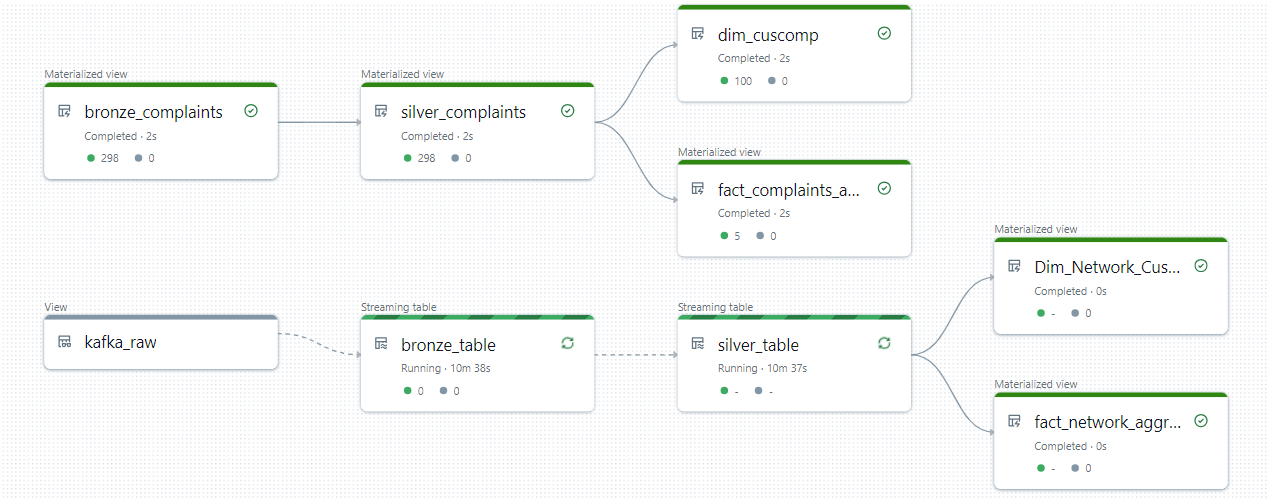 dim_cuscomp
Completed · 2s
100 0
Materialized view
bronze_complaints
Completed · 2s
298 0
Materialized view
silver_complaints
Completed · 2s
298 0
Materialized view
fact_complaints_a...
Completed · 2s
5 0
Materialized view
Dim_Network_Cus...
Completed · 0s
- 0
View
kafka_raw
Streaming table
bronze_table
Running · 10m 38s
0 0
Streaming table
silver_table
Running · 10m 37s
- -
Materialized view
fact_network_aggr...
Completed · 0s
- 0